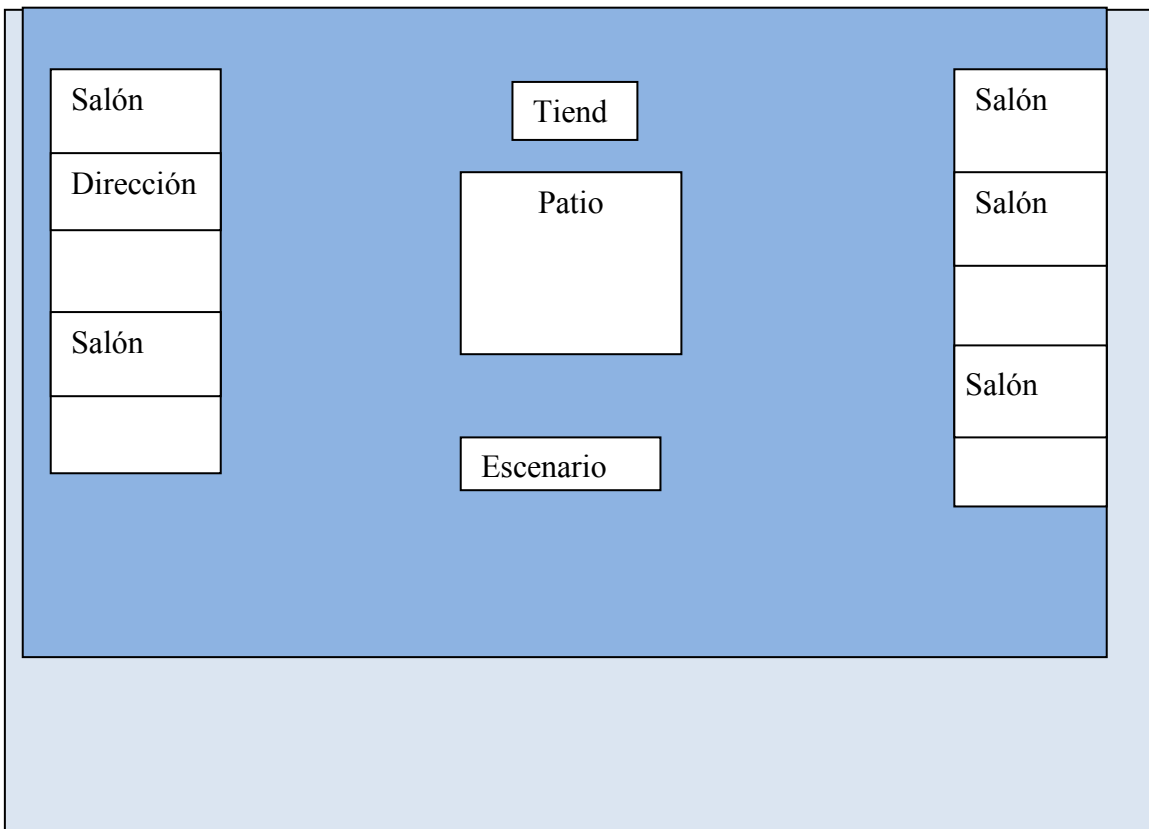 Salón
Tiend
Salón
Dirección
Patio
Salón
Salón
Salón
Escenario